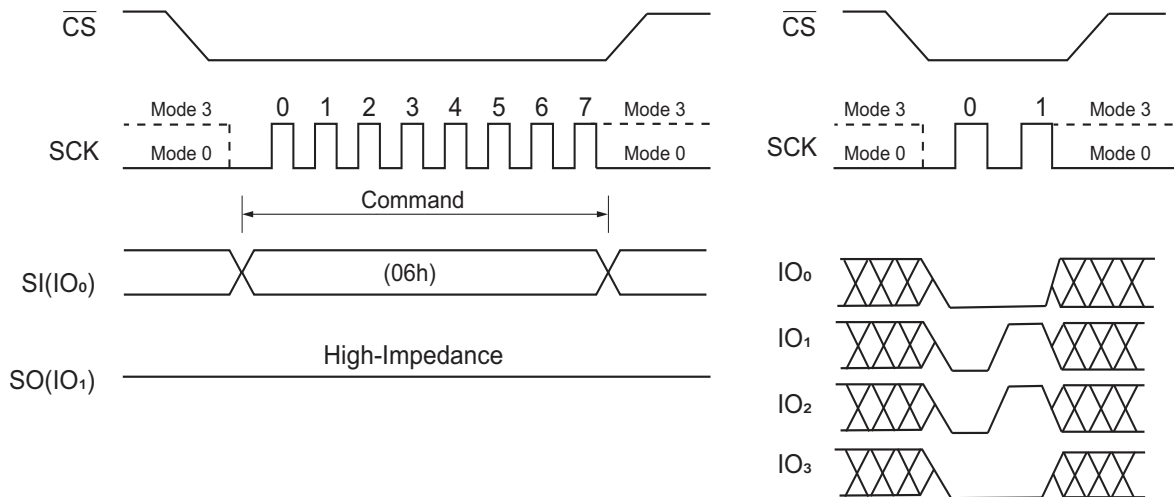 CS
Mode 3
0 1 2 3 4 5 6 7
Mode 3
SCK
Mode 0
Mode 0
Command
SI(IO₀)
(06h)
High-Impedance
SO(IO₁)
CS
Mode 3
0 1
Mode 3
SCK
Mode 0
Mode 0
IO₀
IO₁
IO₂
IO₃